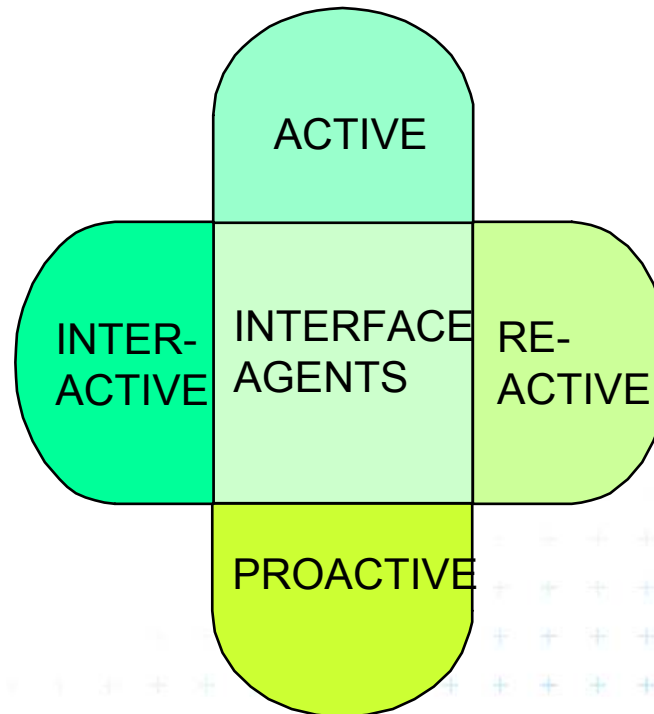 ACTIVE
INTER-
ACTIVE
INTERFACE
AGENTS
RE-
ACTIVE
PROACTIVE